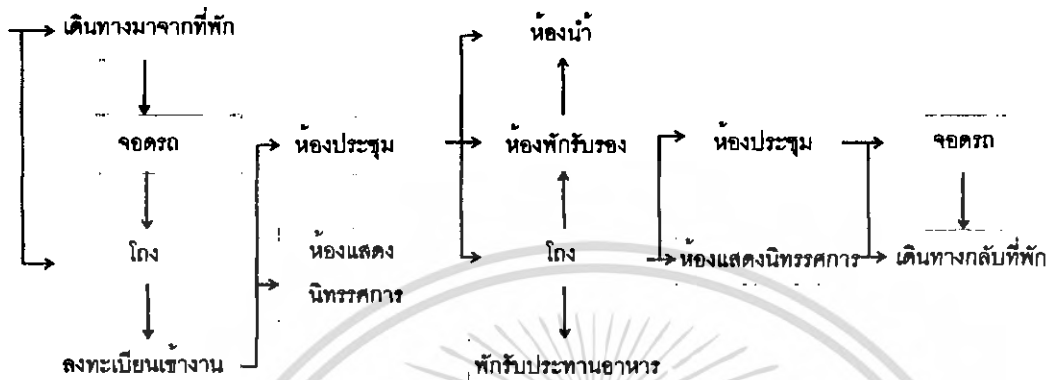 เดินทางมาจากที่พัก
จอดรถ
โถง
ลงทะเบียนเข้างาน
ห้องประชุม
ห้องแสดง
นิทรรศการ
ห้องน้ำ
ห้องพักรับรอง
โถง
พักรับประทานอาหาร
ห้องประชุม
ห้องแสดงนิทรรศการ
จอดรถ
เดินทางกลับที่พัก